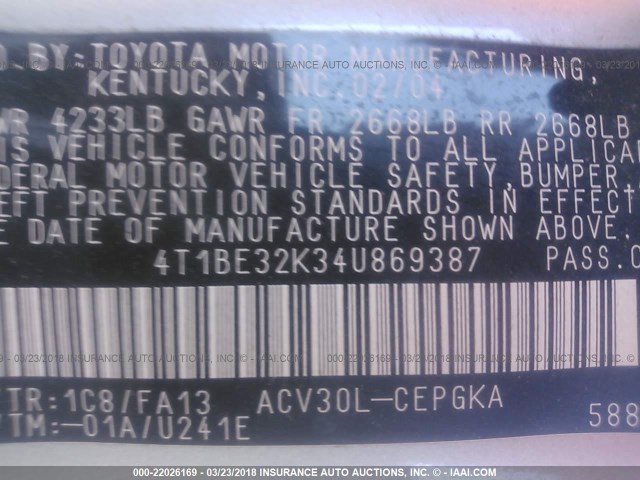 D BY-TOYOTA MOTOR MANUFACTURING,
KENTUCKY, INC. 02/04
WR 4233LB GAWR FR 2668LB RR 2668LB
IS VEHICLE CONFORMS TO ALL APPLICA
DERAL MOTOR VEHICLE SAFETY, BUMPER,
EFT PREVENTION STANDARDS IN EFFECT
E DATE OF MANUFACTURE SHOWN ABOVE.
4T1BE32K34U869387 PASS.C
TR:1C8/FA13 ACV30L-CEPGKA
/TM:-01A/U241E 588
000-22026169 - 03/23/2018 - INSURANCE AUTO AUCTIONS - © IAAI.COM